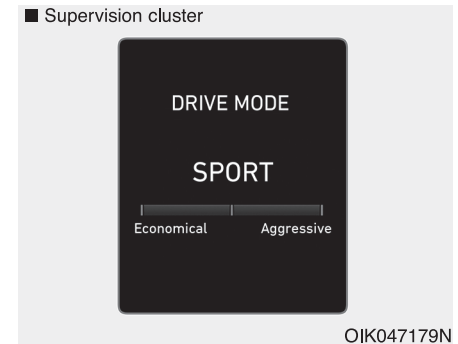 ■ Supervision cluster
DRIVE MODE
SPORT
Economical Aggressive
OIK047179N